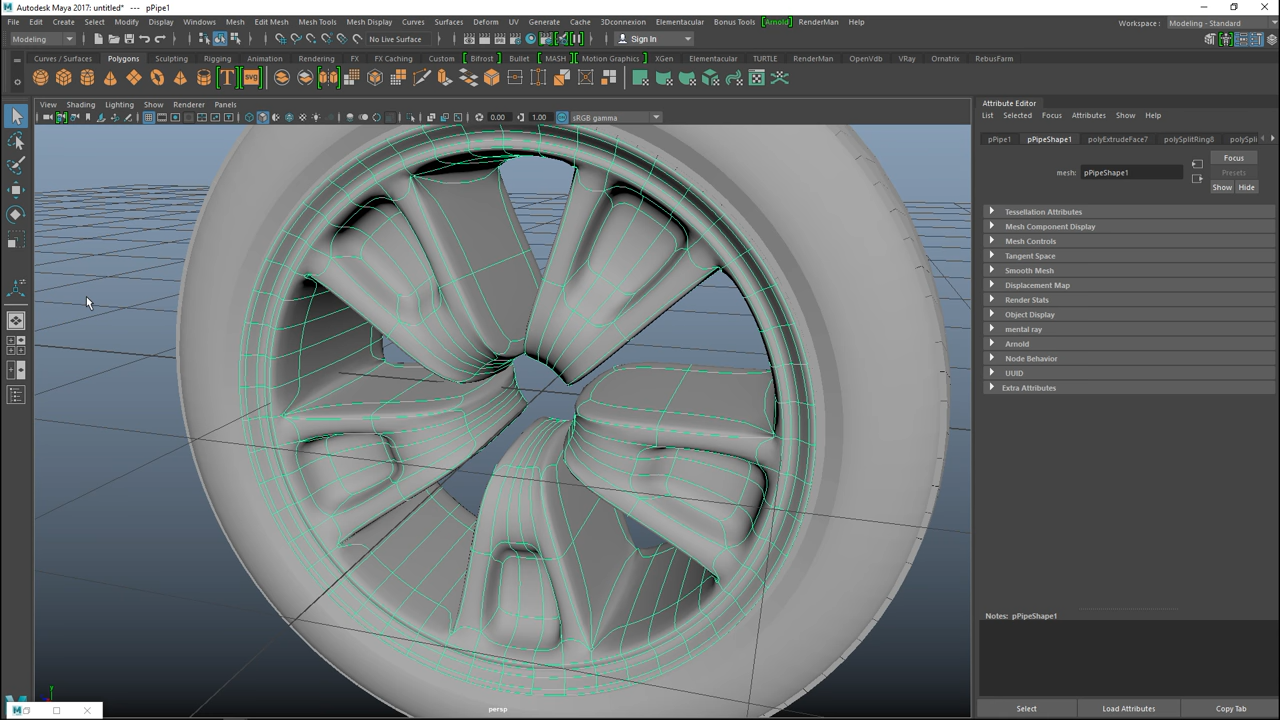 Autodesk Maya 2017: untitled* --- pPipe1
File Edit Create Select Modify Display Windows Mesh Edit Mesh Mesh Tools Mesh Display Curves Surfaces Deform UV Generate Cache 3Dconnexion Elementacular Bonus Tools Arnold RenderMan Help
Workspace : Modeling - Standard
Modeling No Live Surface Sign In
Curves / Surfaces Polygons Sculpting Rigging Animation Rendering FX FX Caching Custom Bifrost Bullet MASH Motion Graphics XGen Elementacular TURTLE RenderMan OpenVdb VRay Ornatrix RebusFarm
T svg
View Shading Lighting Show Renderer Panels
0.00 1.00 sRGB gamma
persp
Attribute Editor
List Selected Focus Attributes Show Help
pPipe1 pPipeShape1 polyExtrudeFace7 polySplitRing8 polySpli
mesh: pPipeShape1
Focus
Presets
Show Hide
Tessellation Attributes
Mesh Component Display
Mesh Controls
Tangent Space
Smooth Mesh
Displacement Map
Render Stats
Object Display
mental ray
Arnold
Node Behavior
UUID
Extra Attributes
Notes: pPipeShape1
Select Load Attributes Copy Tab